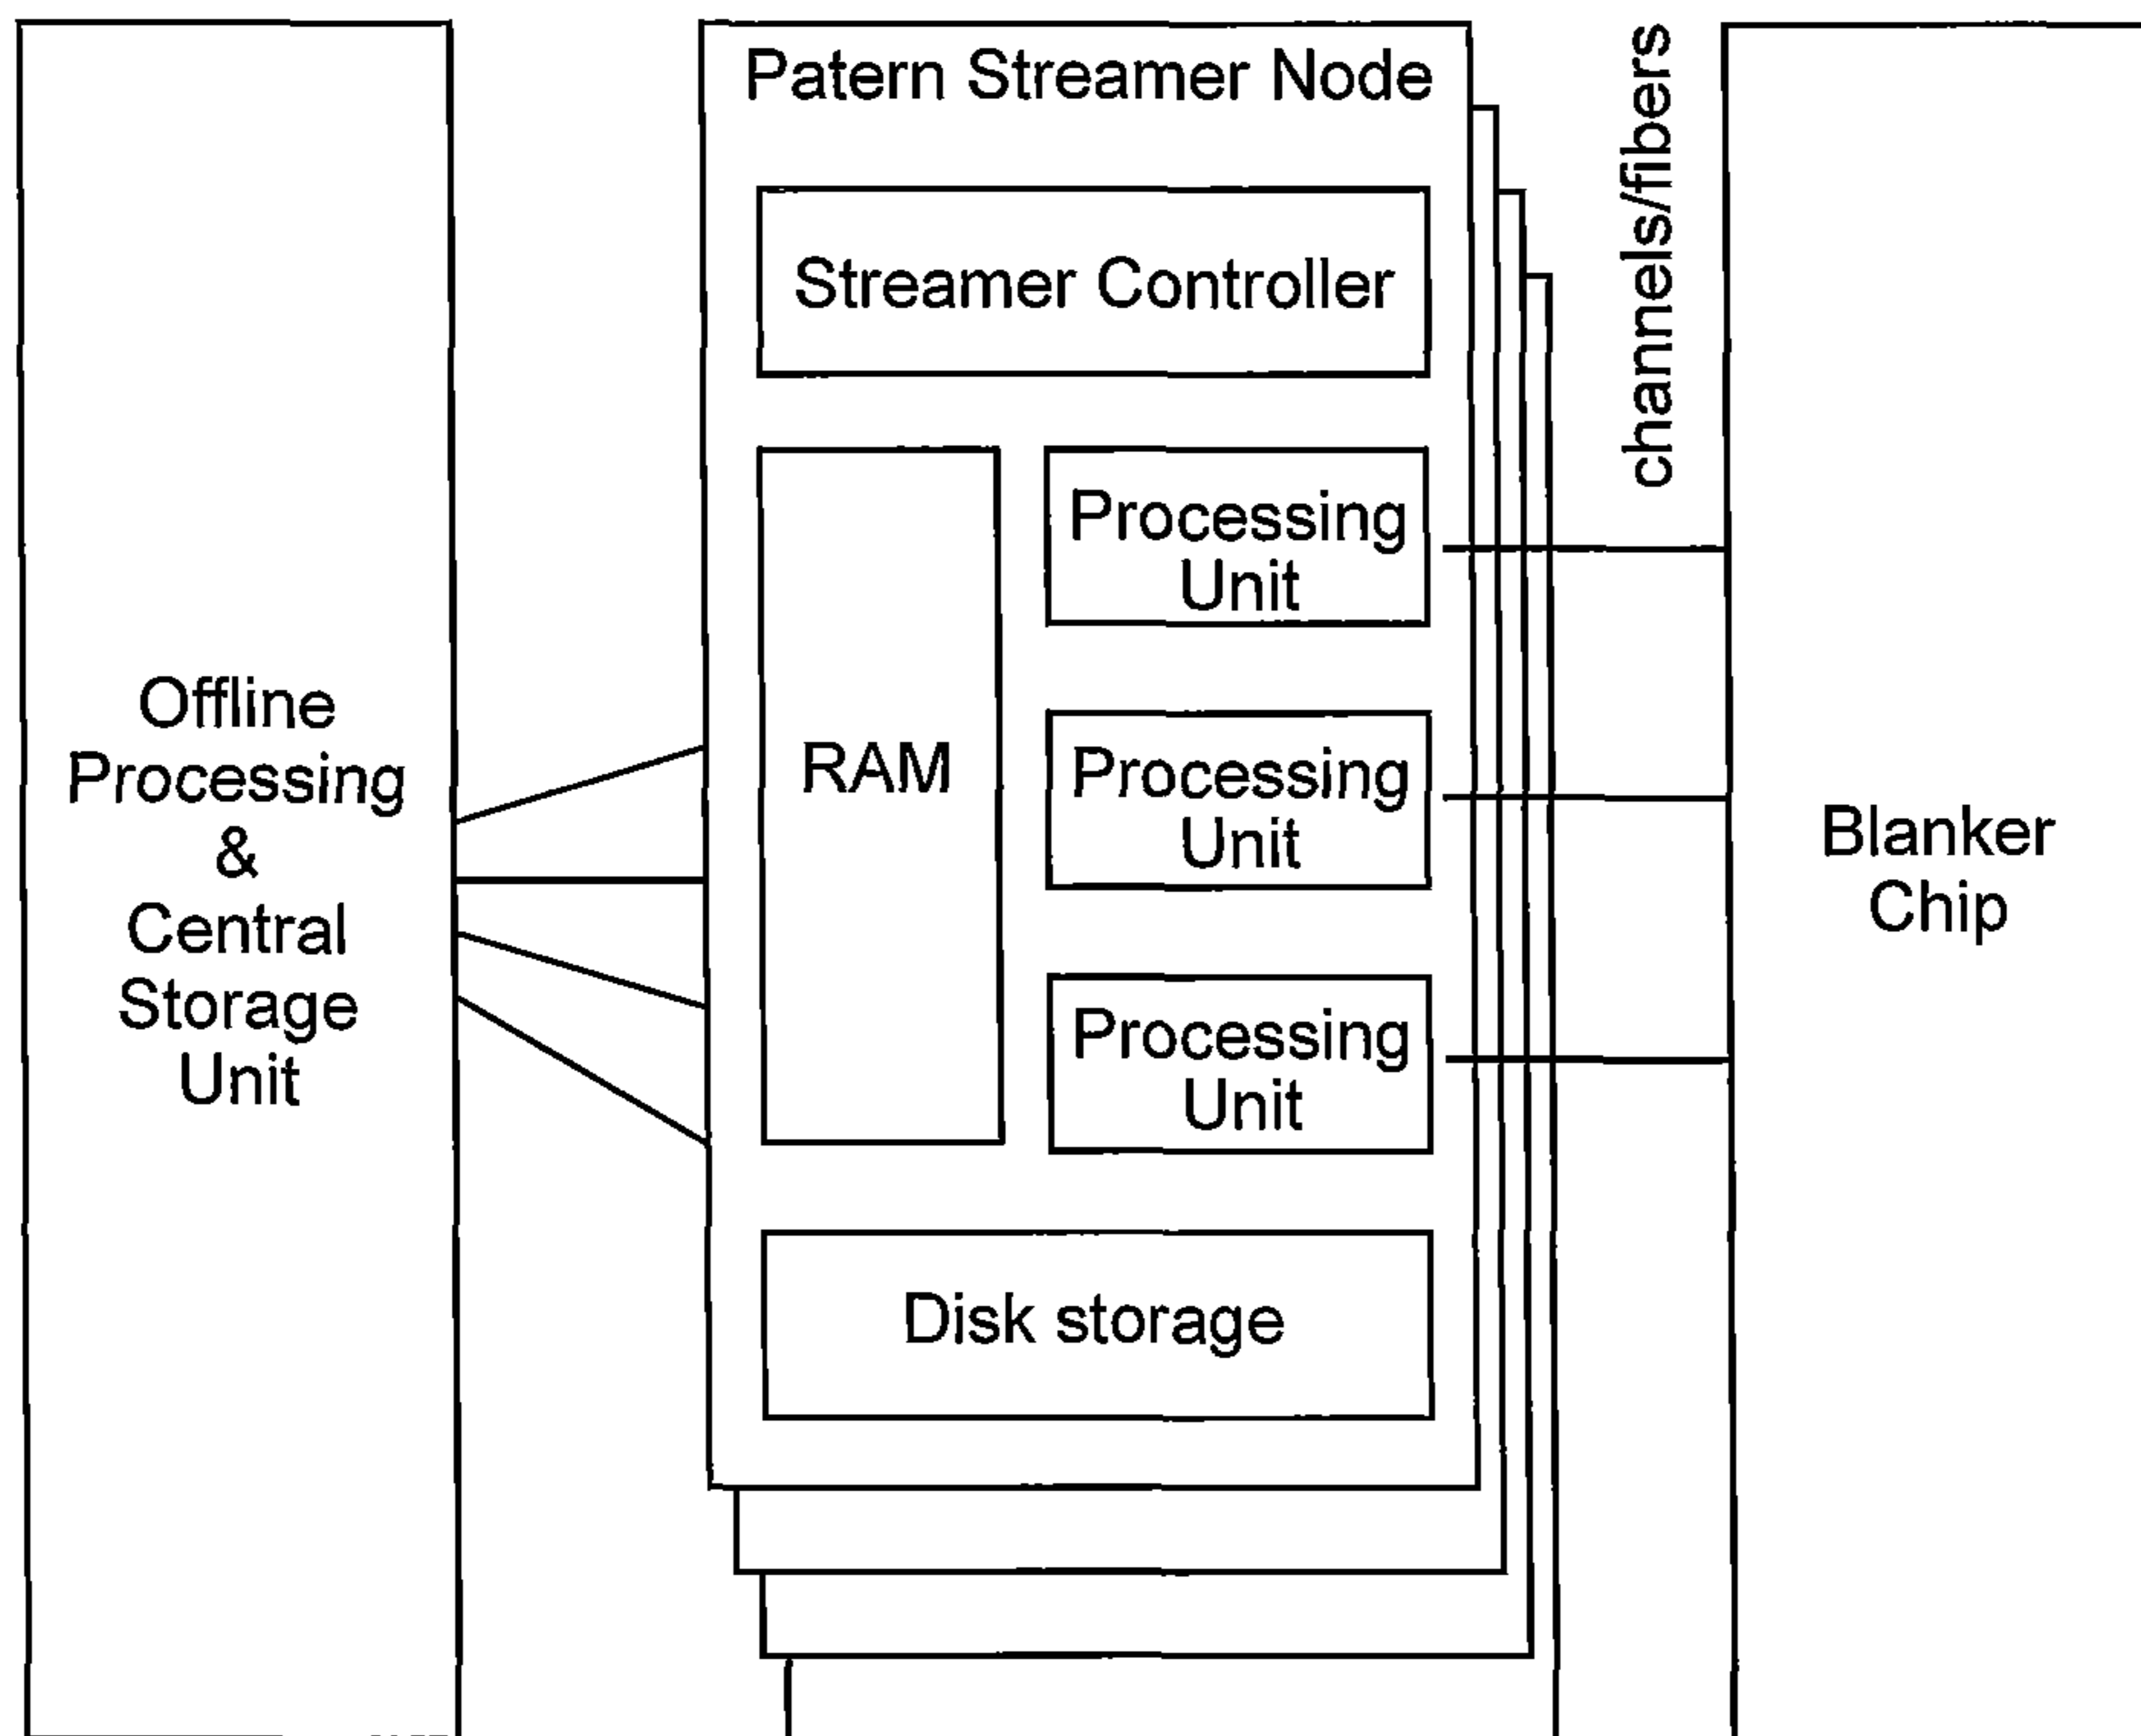 Offline
Processing
&
Central
Storage
Unit
Patern Streamer Node
Streamer Controller
RAM
Processing
Unit
Processing
Unit
Processing
Unit
Disk storage
channels/fibers
Blanker
Chip